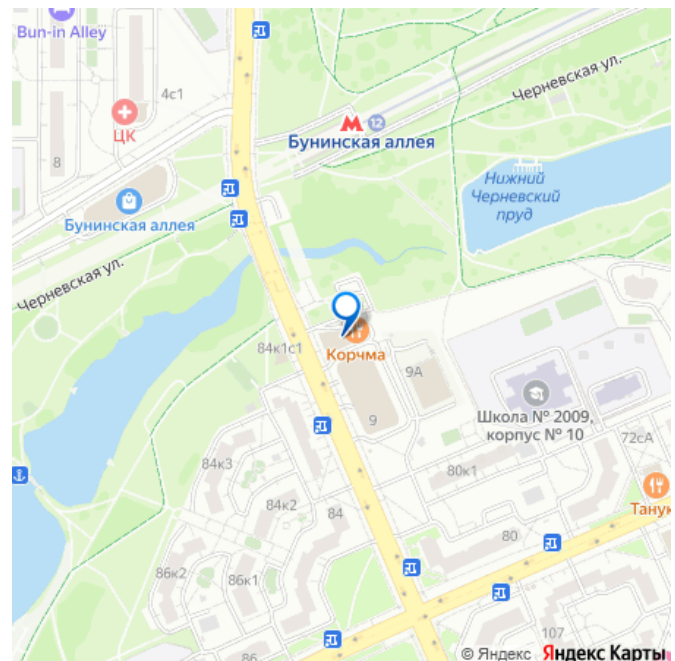 Bun-in Alley
4с1
ЦК
8
Черневская ул.
М 12
Бунинская аллея
Нижний
Черневский
пруд
Бунинская аллея
Черневская ул.
84к1с1
Корчма
9А
9
Школа № 2009,
корпус № 10
72сА
84к3
80к1
Танук
84к2
84
80
86к2
86к1
86
107
© Яндекс Яндекс Карты